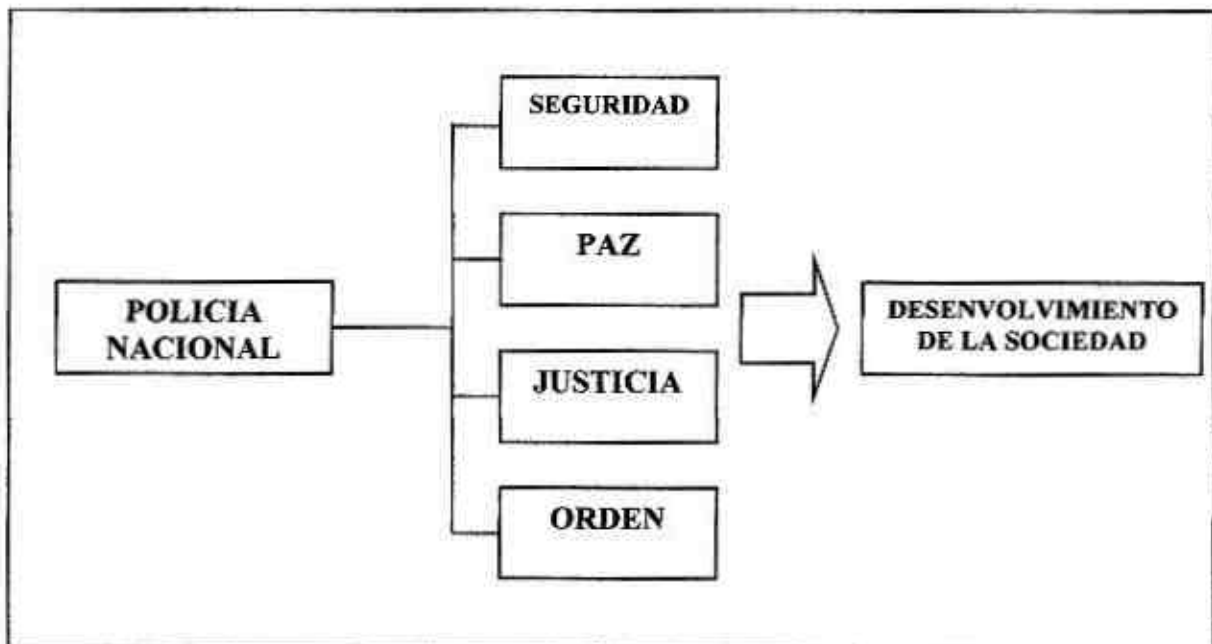 SEGURIDAD
PAZ
POLICIA
NACIONAL
JUSTICIA
ORDEN
DESENVOLVIMIENTO
DE LA SOCIEDAD